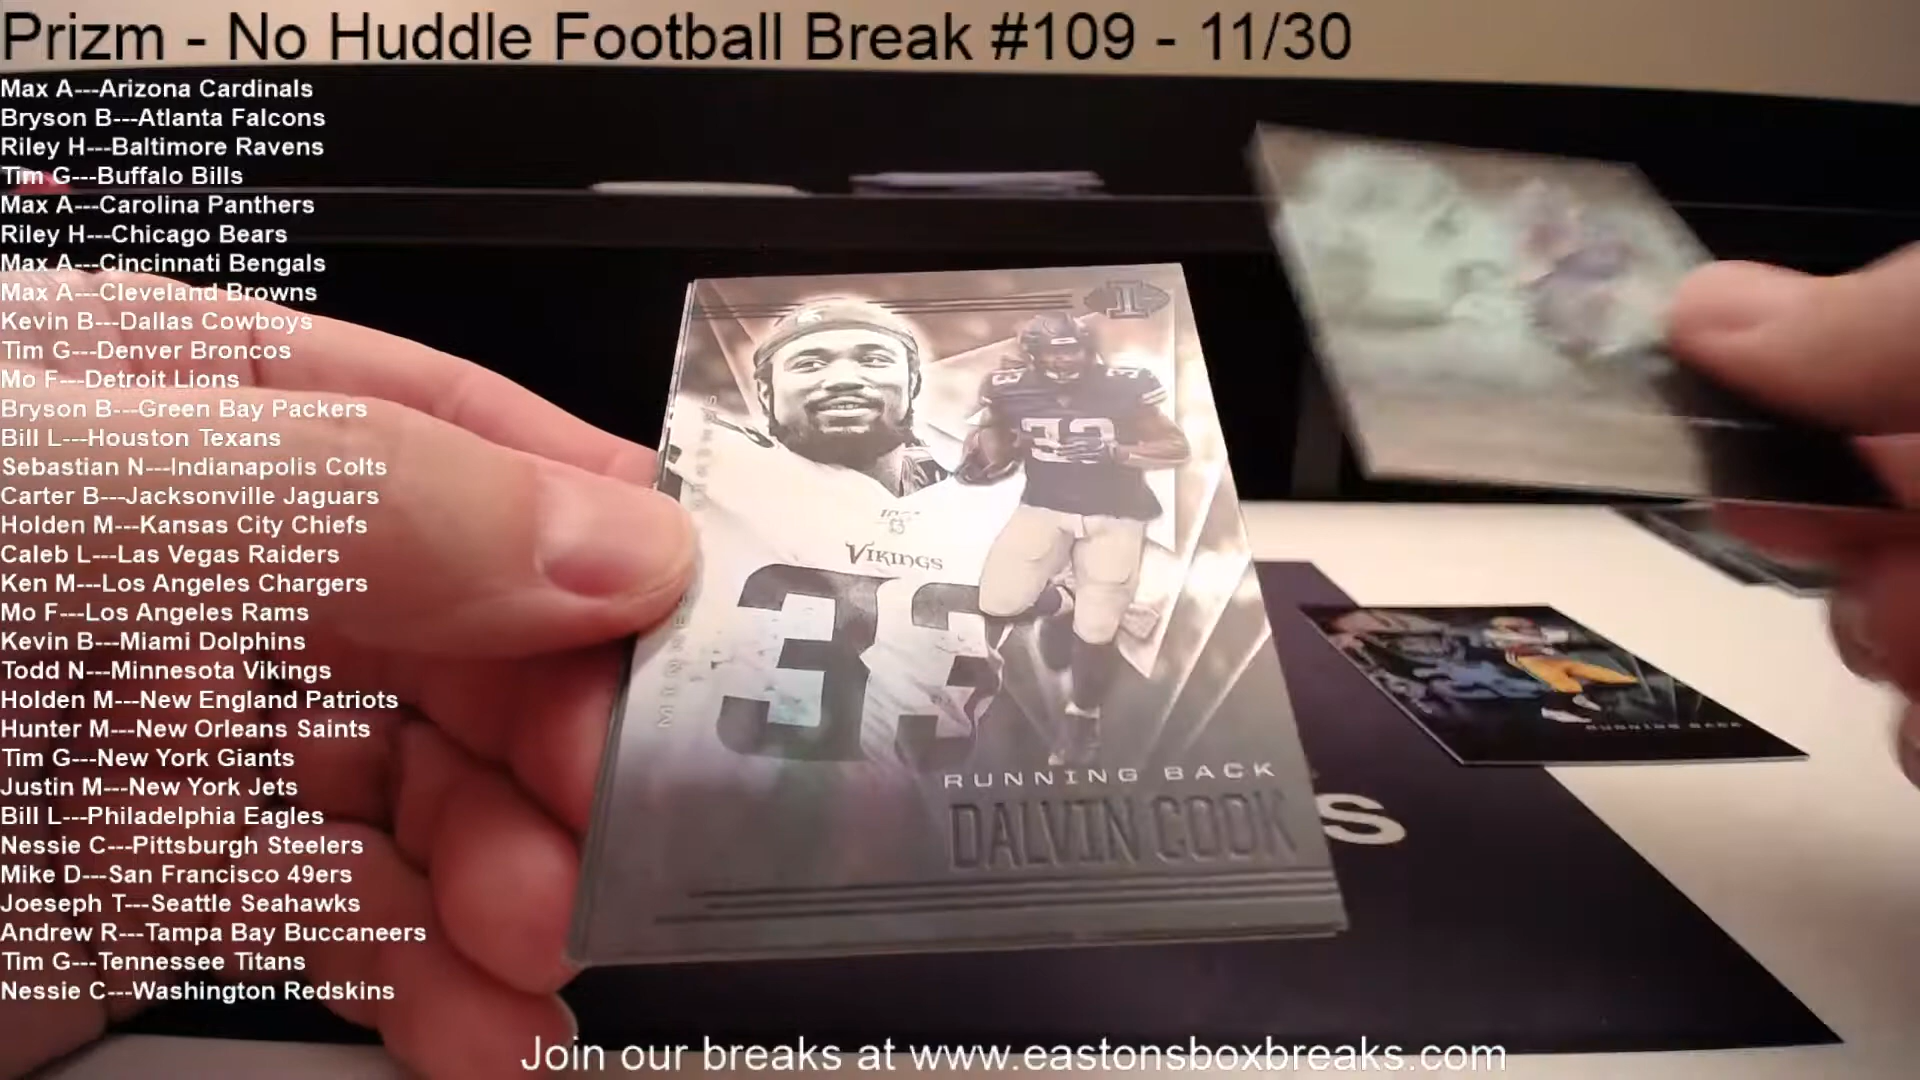 Prizm - No Huddle Football Break #109 - 11/30
Max A---Arizona Cardinals
Bryson B---Atlanta Falcons
Riley H---Baltimore Ravens
Tim G---Buffalo Bills
Max A---Carolina Panthers
Riley H---Chicago Bears
Max A---Cincinnati Bengals
Max A---Cleveland Browns
Kevin B---Dallas Cowboys
Tim G---Denver Broncos
Mo F---Detroit Lions
Bryson B---Green Bay Packers
Bill L---Houston Texans
Sebastian N---Indianapolis Colts
Carter B---Jacksonville Jaguars
Holden M---Kansas City Chiefs
Caleb L---Las Vegas Raiders
Ken M---Los Angeles Chargers
Mo F---Los Angeles Rams
Kevin B---Miami Dolphins
Todd N---Minnesota Vikings
Holden M---New England Patriots
Hunter M---New Orleans Saints
Tim G---New York Giants
Justin M---New York Jets
Bill L---Philadelphia Eagles
Nessie C---Pittsburgh Steelers
Mike D---San Francisco 49ers
Joeseph T---Seattle Seahawks
Andrew R---Tampa Bay Buccaneers
Tim G---Tennessee Titans
Nessie C---Washington Redskins
I
33
33
VIKINGS
33
RUNNING BACK
DALVIN COOK
RUNNING BACK
S
Join our breaks at www.eastonsboxbreaks.com